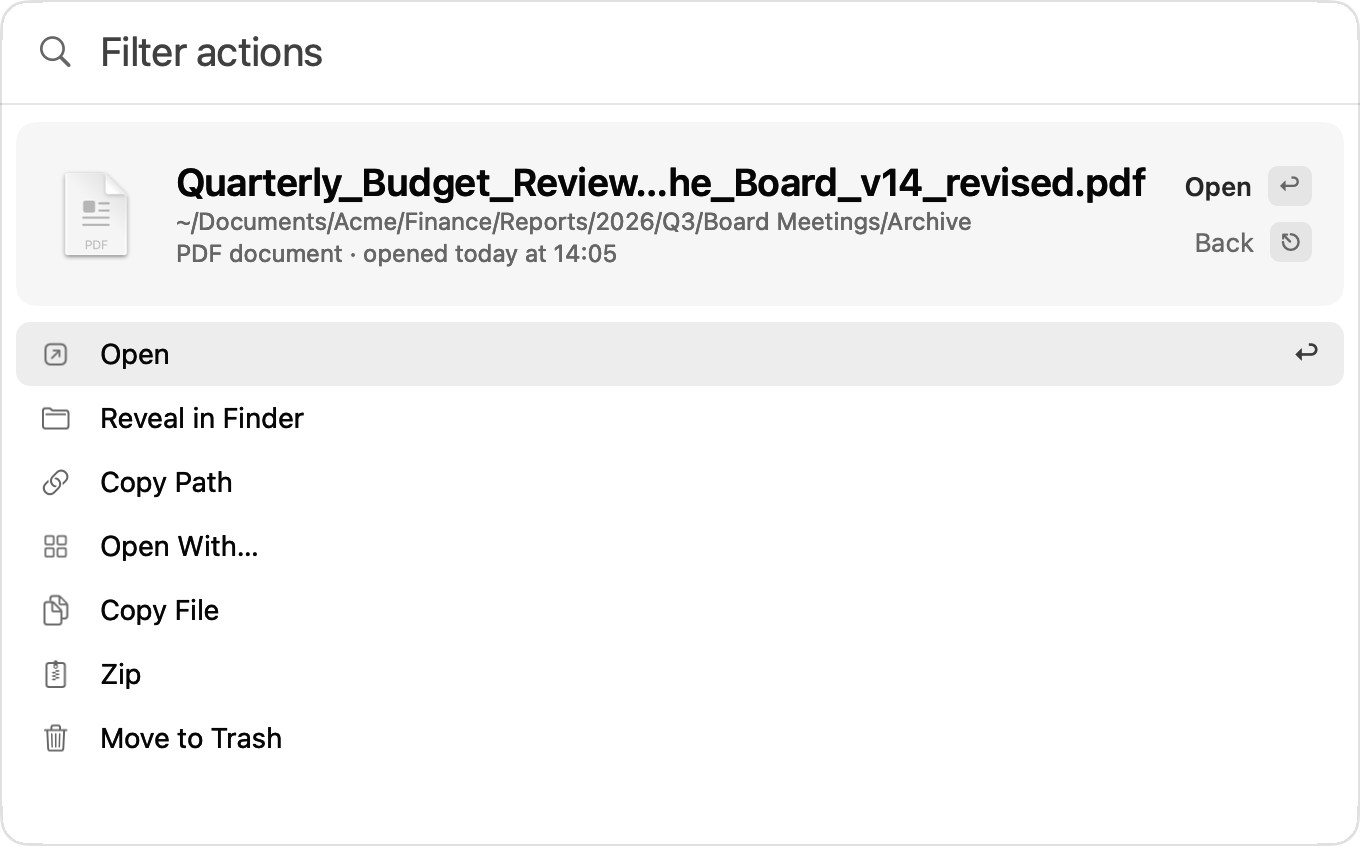 Filter actions
Quarterly_Budget_Review...he_Board_v14_revised.pdf
Open
~/Documents/Acme/Finance/Reports/2026/Q3/Board Meetings/Archive
PDF
PDF document · opened today at 14:05
Back
Open
Reveal in Finder
Copy Path
Open With...
Copy File
Zip
Move to Trash